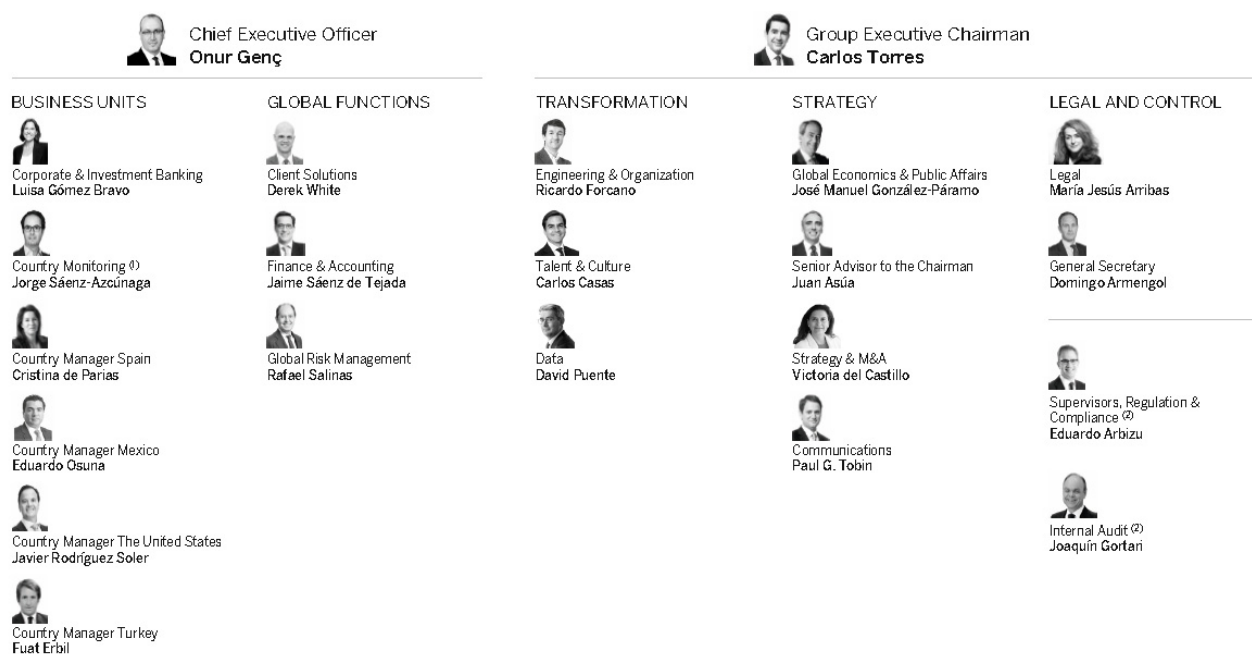 Chief Executive Officer
Onur Genç
Group Executive Chairman
Carlos Torres
BUSINESS UNITS
Corporate & Investment Banking
Luisa Gómez Bravo
Country Monitoring (1)
Jorge Sáenz-Azcúnaga
Country Manager Spain
Cristina de Parias
Country Manager Mexico
Eduardo Osuna
Country Manager The United States
Javier Rodríguez Soler
Country Manager Turkey
Fuat Erbil
GLOBAL FUNCTIONS
Client Solutions
Derek White
Finance & Accounting
Jaime Sáenz de Tejada
Global Risk Management
Rafael Salinas
TRANSFORMATION
Engineering & Organization
Ricardo Forcano
Talent & Culture
Carlos Casas
Data
David Puente
STRATEGY
Global Economics & Public Affairs
José Manuel González-Páramo
Senior Advisor to the Chairman
Juan Asúa
Strategy & M&A
Victoria del Castillo
Communications
Paul G. Tobin
LEGAL AND CONTROL
Legal
María Jesús Arribas
General Secretary
Domingo Armengol
Supervisors, Regulation &
Compliance (2)
Eduardo Arbizu
Internal Audit (2)
Joaquín Gortari